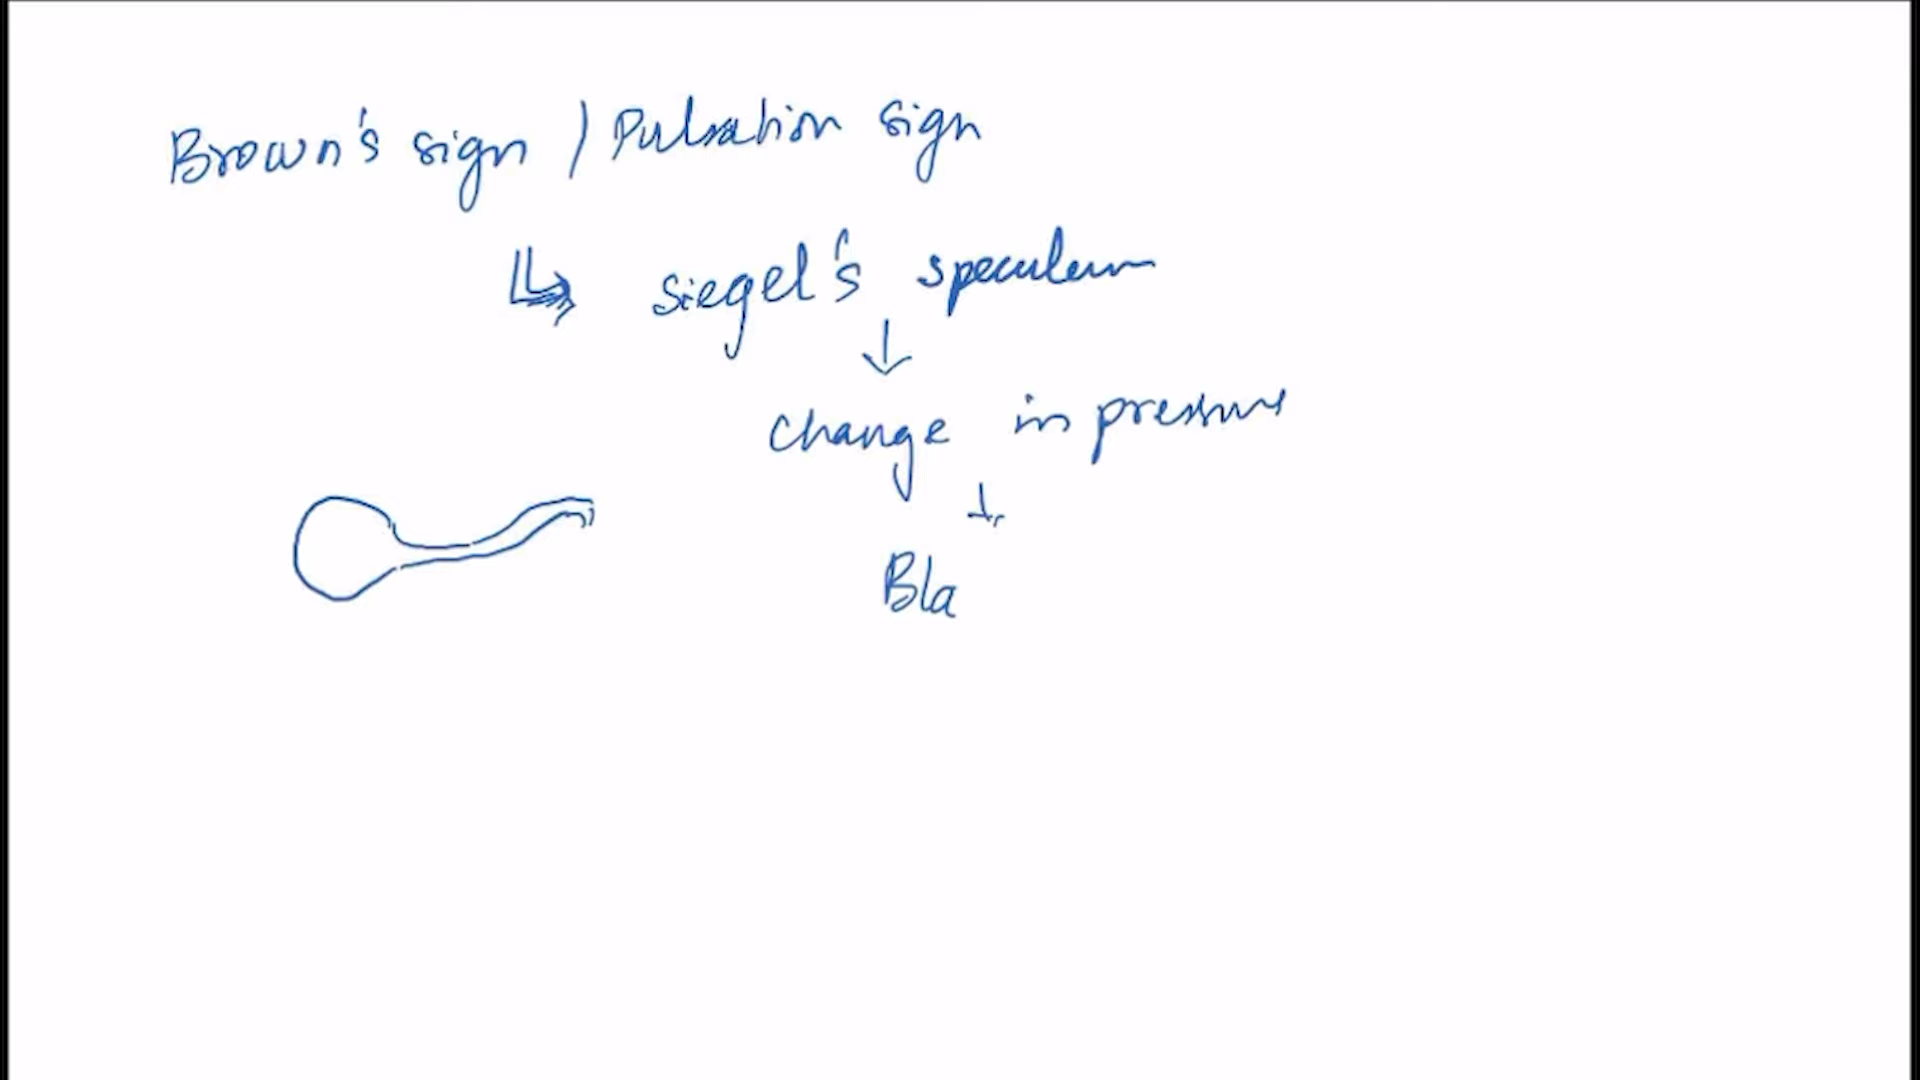 Brown's sign / Pulsation sign
↳ siegel's speculum
↓
change in pressure
↓
Bla